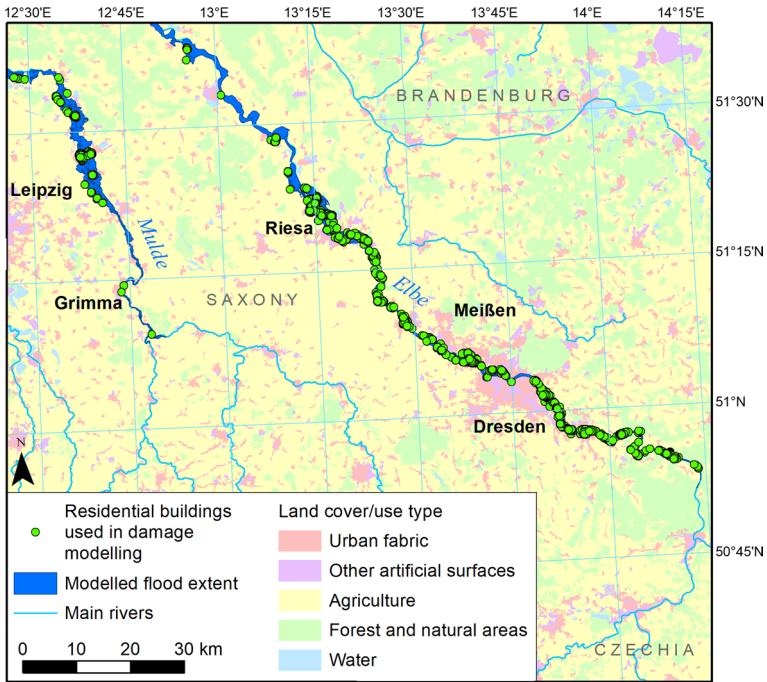 12°30'E 12°45'E 13°E 13°15'E 13°30'E 13°45'E 14°E 14°15'E
BRANDENBURG
51°30'N
Leipzig
Mulde
Riesa
51°15'N
Elbe
Grimma
SAXONY
Meißen
51°N
Dresden
N
Residential buildings
used in damage
modelling
Modelled flood extent
Main rivers
0 10 20 30 km
Land cover/use type
Urban fabric
Other artificial surfaces
Agriculture
Forest and natural areas
Water
50°45'N
CZECHIA